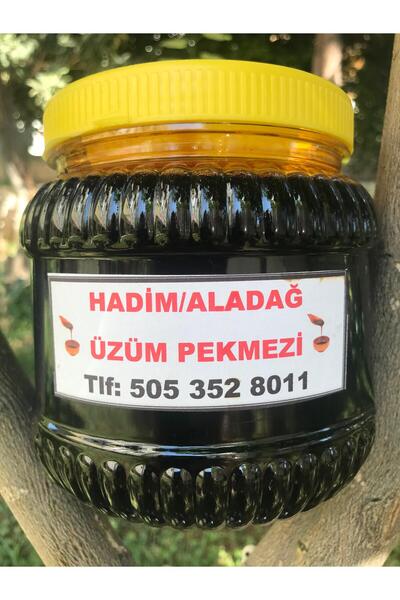 HADİM/ALADAĞ
ÜZÜM PEKMEZİ
Tlf: 505 352 8011